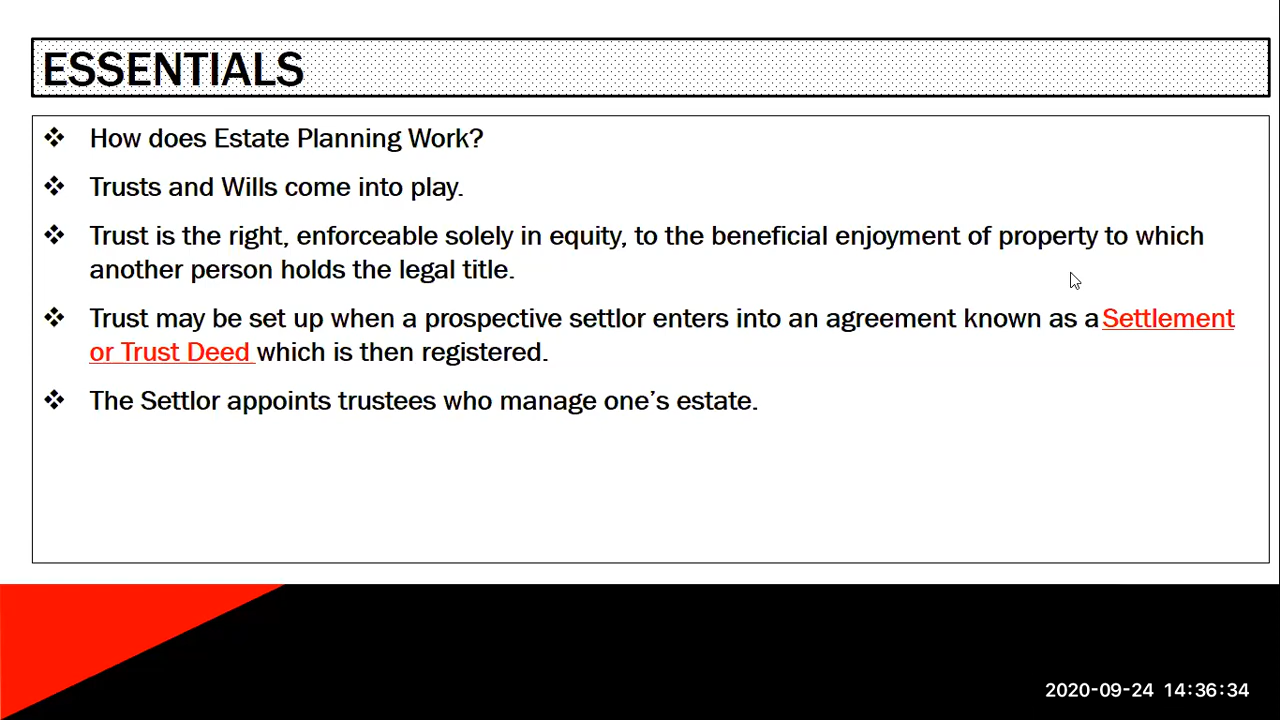 ESSENTIALS
❖ How does Estate Planning Work?
❖ Trusts and Wills come into play.
❖ Trust is the right, enforceable solely in equity, to the beneficial enjoyment of property to which
another person holds the legal title.
❖ Trust may be set up when a prospective settlor enters into an agreement known as a Settlement
or Trust Deed which is then registered.
❖ The Settlor appoints trustees who manage one’s estate.
2020-09-24 14:36:34